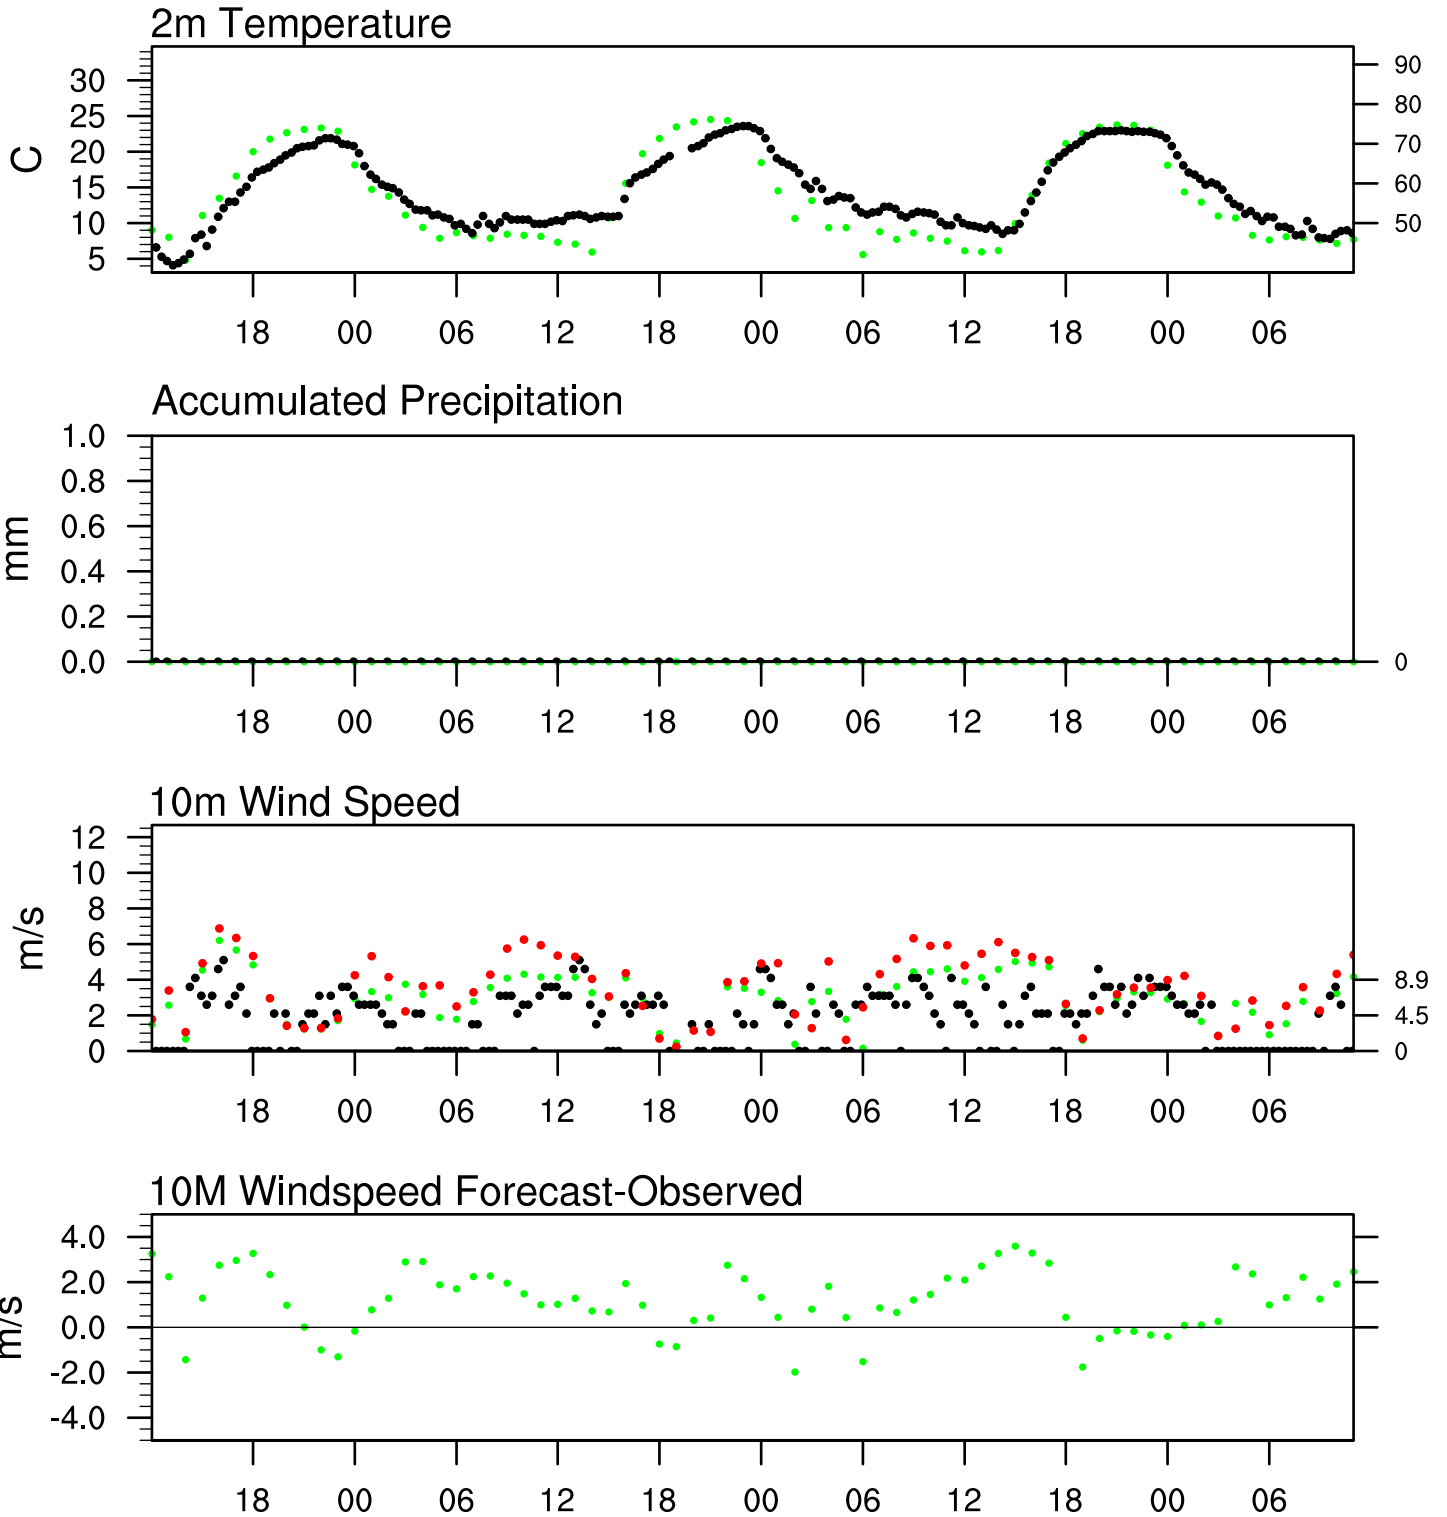 2m Temperature
30
25
20
15
10
5
C
90
80
70
60
50
18 00 06 12 18 00 06 12 18 00 06
Accumulated Precipitation
1.0
0.8
0.6
0.4
0.2
0.0
mm
0
18 00 06 12 18 00 06 12 18 00 06
10m Wind Speed
12
10
8
6
4
2
0
m/s
8.9
4.5
0
18 00 06 12 18 00 06 12 18 00 06
10M Windspeed Forecast-Observed
4.0
2.0
0.0
-2.0
-4.0
m/s
18 00 06 12 18 00 06 12 18 00 06